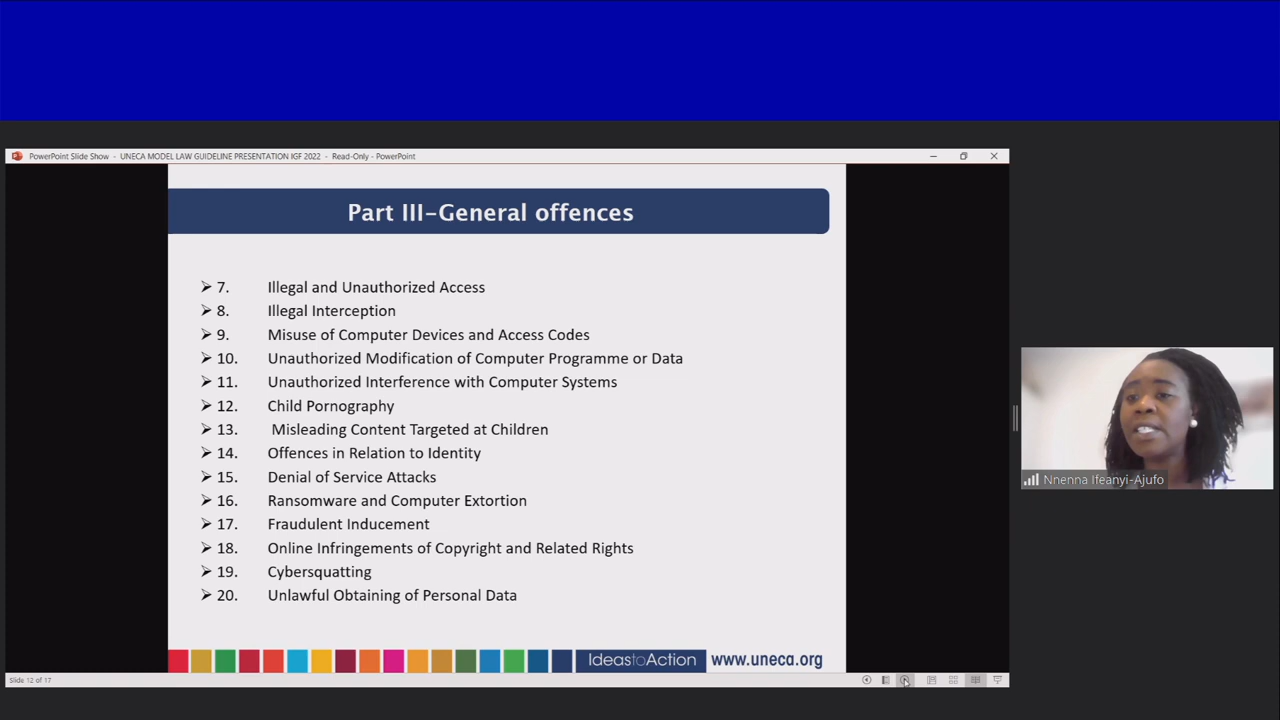 PowerPoint Slide Show - UNECA MODEL LAW GUIDELINE PRESENTATION IGF 2022 - Read-Only - PowerPoint
Part III–General offences
➢ 7. Illegal and Unauthorized Access
➢ 8. Illegal Interception
➢ 9. Misuse of Computer Devices and Access Codes
➢ 10. Unauthorized Modification of Computer Programme or Data
➢ 11. Unauthorized Interference with Computer Systems
➢ 12. Child Pornography
➢ 13. Misleading Content Targeted at Children
➢ 14. Offences in Relation to Identity
➢ 15. Denial of Service Attacks
➢ 16. Ransomware and Computer Extortion
➢ 17. Fraudulent Inducement
➢ 18. Online Infringements of Copyright and Related Rights
➢ 19. Cybersquatting
➢ 20. Unlawful Obtaining of Personal Data
IdeastoAction www.uneca.org
Slide 12 of 17
Nnenna Ifeanyi-Ajufo